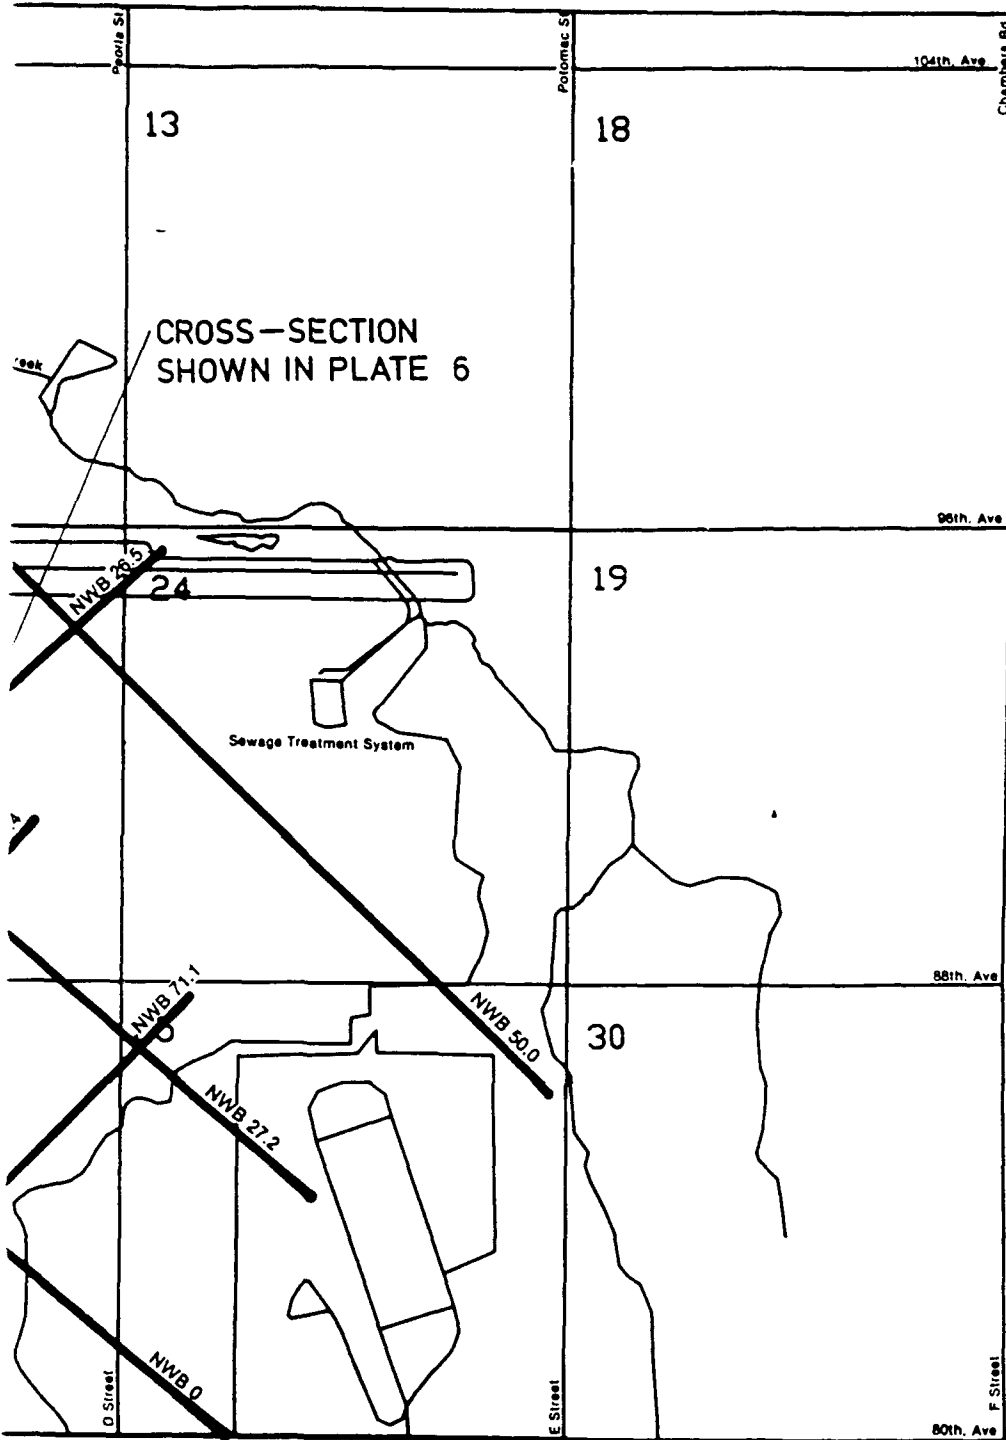 Peoria St
Potomac St
Chambers Rd
104th. Ave
13
18
CROSS-SECTION
SHOWN IN PLATE 6
96th. Ave
NWB 26.5
24
19
Sewage Treatment System
88th. Ave
NWB 71.1
NWB 50.0
30
NWB 27.2
NWB 0
D Street
E Street
F Street
80th. Ave